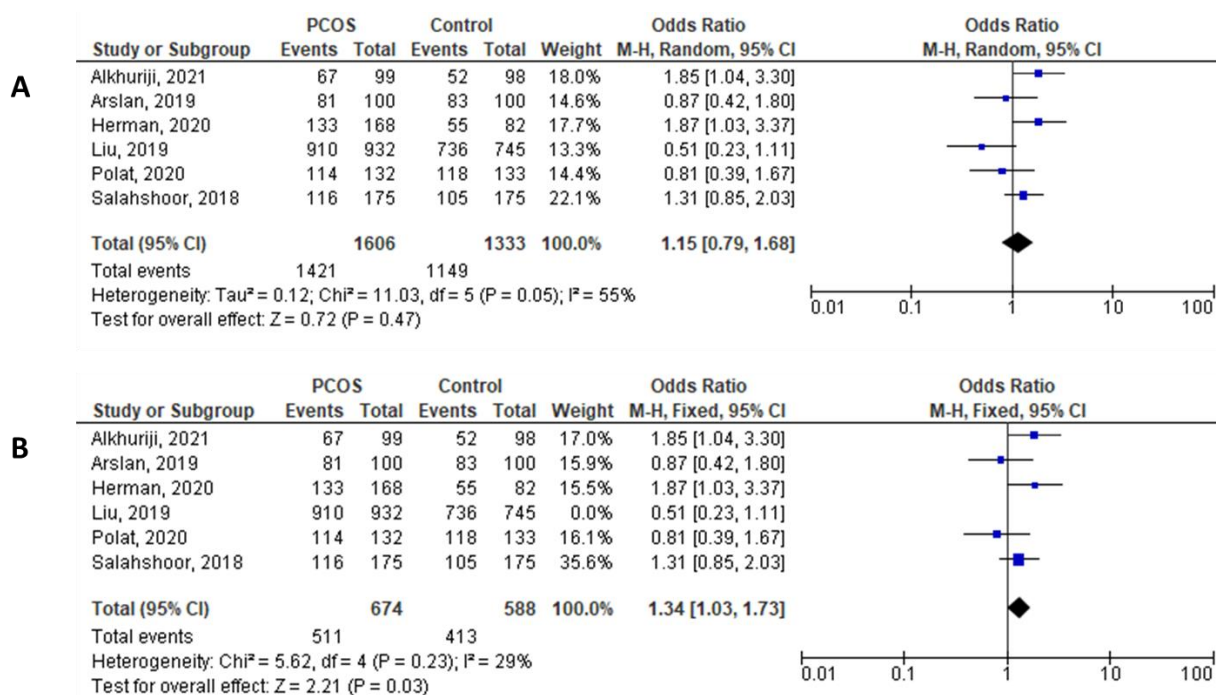 A
PCOS Control Odds Ratio Odds Ratio
Study or Subgroup Events Total Events Total Weight M-H, Random, 95% CI M-H, Random, 95% CI
Alkhuriji, 2021 67 99 52 98 18.0% 1.85 [1.04, 3.30]
Arslan, 2019 81 100 83 100 14.6% 0.87 [0.42, 1.80]
Herman, 2020 133 168 55 82 17.7% 1.87 [1.03, 3.37]
Liu, 2019 910 932 736 745 13.3% 0.51 [0.23, 1.11]
Polat, 2020 114 132 118 133 14.4% 0.81 [0.39, 1.67]
Salahshoor, 2018 116 175 105 175 22.1% 1.31 [0.85, 2.03]
Total (95% CI) 1606 1333 100.0% 1.15 [0.79, 1.68]
Total events 1421 1149
Heterogeneity: Tau² = 0.12; Chi² = 11.03, df = 5 (P = 0.05); I² = 55%
Test for overall effect: Z = 0.72 (P = 0.47)
0.01 0.1 1 10 100
B
PCOS Control Odds Ratio Odds Ratio
Study or Subgroup Events Total Events Total Weight M-H, Fixed, 95% CI M-H, Fixed, 95% CI
Alkhuriji, 2021 67 99 52 98 17.0% 1.85 [1.04, 3.30]
Arslan, 2019 81 100 83 100 15.9% 0.87 [0.42, 1.80]
Herman, 2020 133 168 55 82 15.5% 1.87 [1.03, 3.37]
Liu, 2019 910 932 736 745 0.0% 0.51 [0.23, 1.11]
Polat, 2020 114 132 118 133 16.1% 0.81 [0.39, 1.67]
Salahshoor, 2018 116 175 105 175 35.6% 1.31 [0.85, 2.03]
Total (95% CI) 674 588 100.0% 1.34 [1.03, 1.73]
Total events 511 413
Heterogeneity: Chi² = 5.62, df = 4 (P = 0.23); I² = 29%
Test for overall effect: Z = 2.21 (P = 0.03)
0.01 0.1 1 10 100